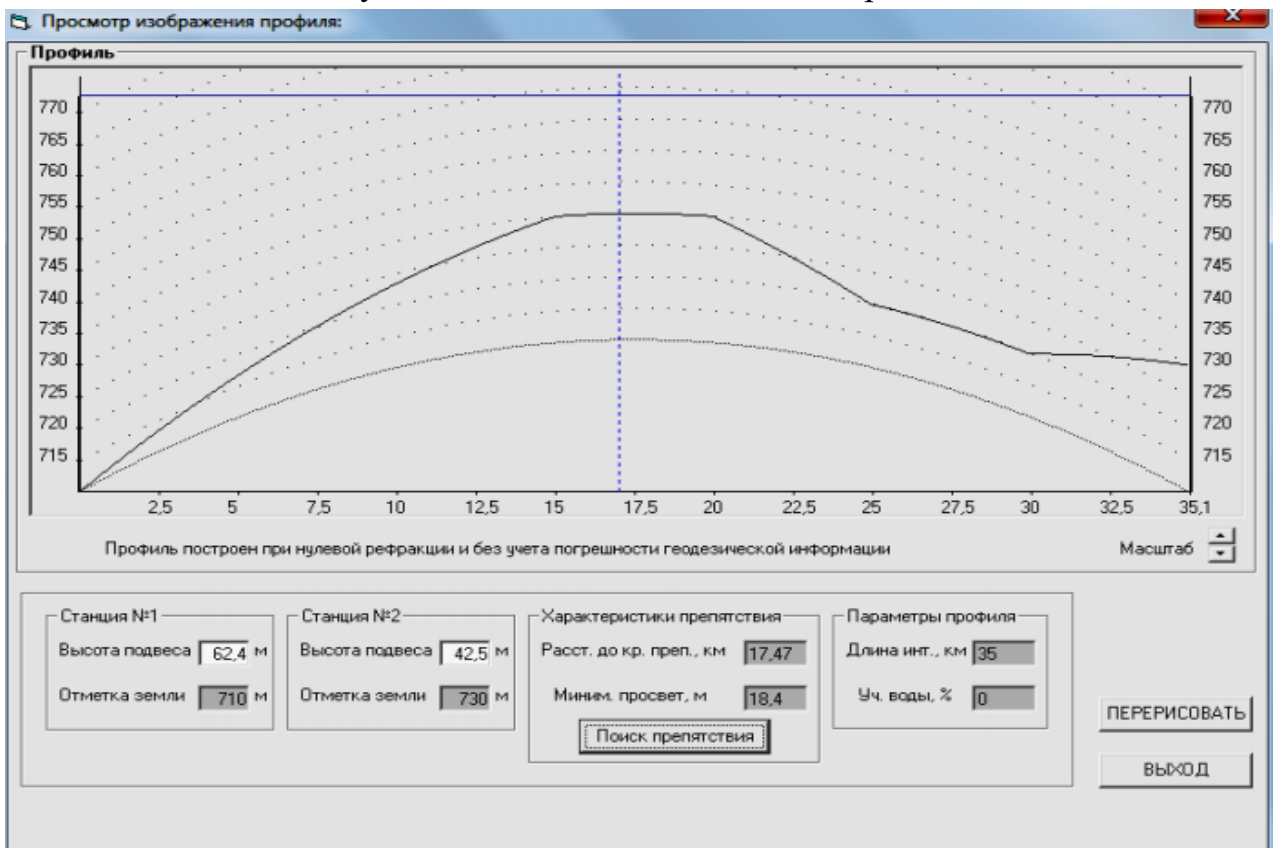 Просмотр изображения профиля:
Профиль
770 770
765 765
760 760
755 755
750 750
745 745
740 740
735 735
730 730
725 725
720 720
715 715
2,5 5 7,5 10 12,5 15 17,5 20 22,5 25 27,5 30 32,5 35,1
Профиль построен при нулевой рефракции и без учета погрешности геодезической информации Масштаб
Станция №1 Станция №2 Характеристики препятствия Параметры профиля
Высота подвеса 62,4 м Высота подвеса 42,5 м Расст. до кр. преп., км 17,47 Длина инт., км 35
Отметка земли 710 м Отметка земли 730 м Миним. просвет, м 18,4 Уч. воды, % 0
Поиск препятствия
ПЕРЕРИСОВАТЬ
ВЫХОД